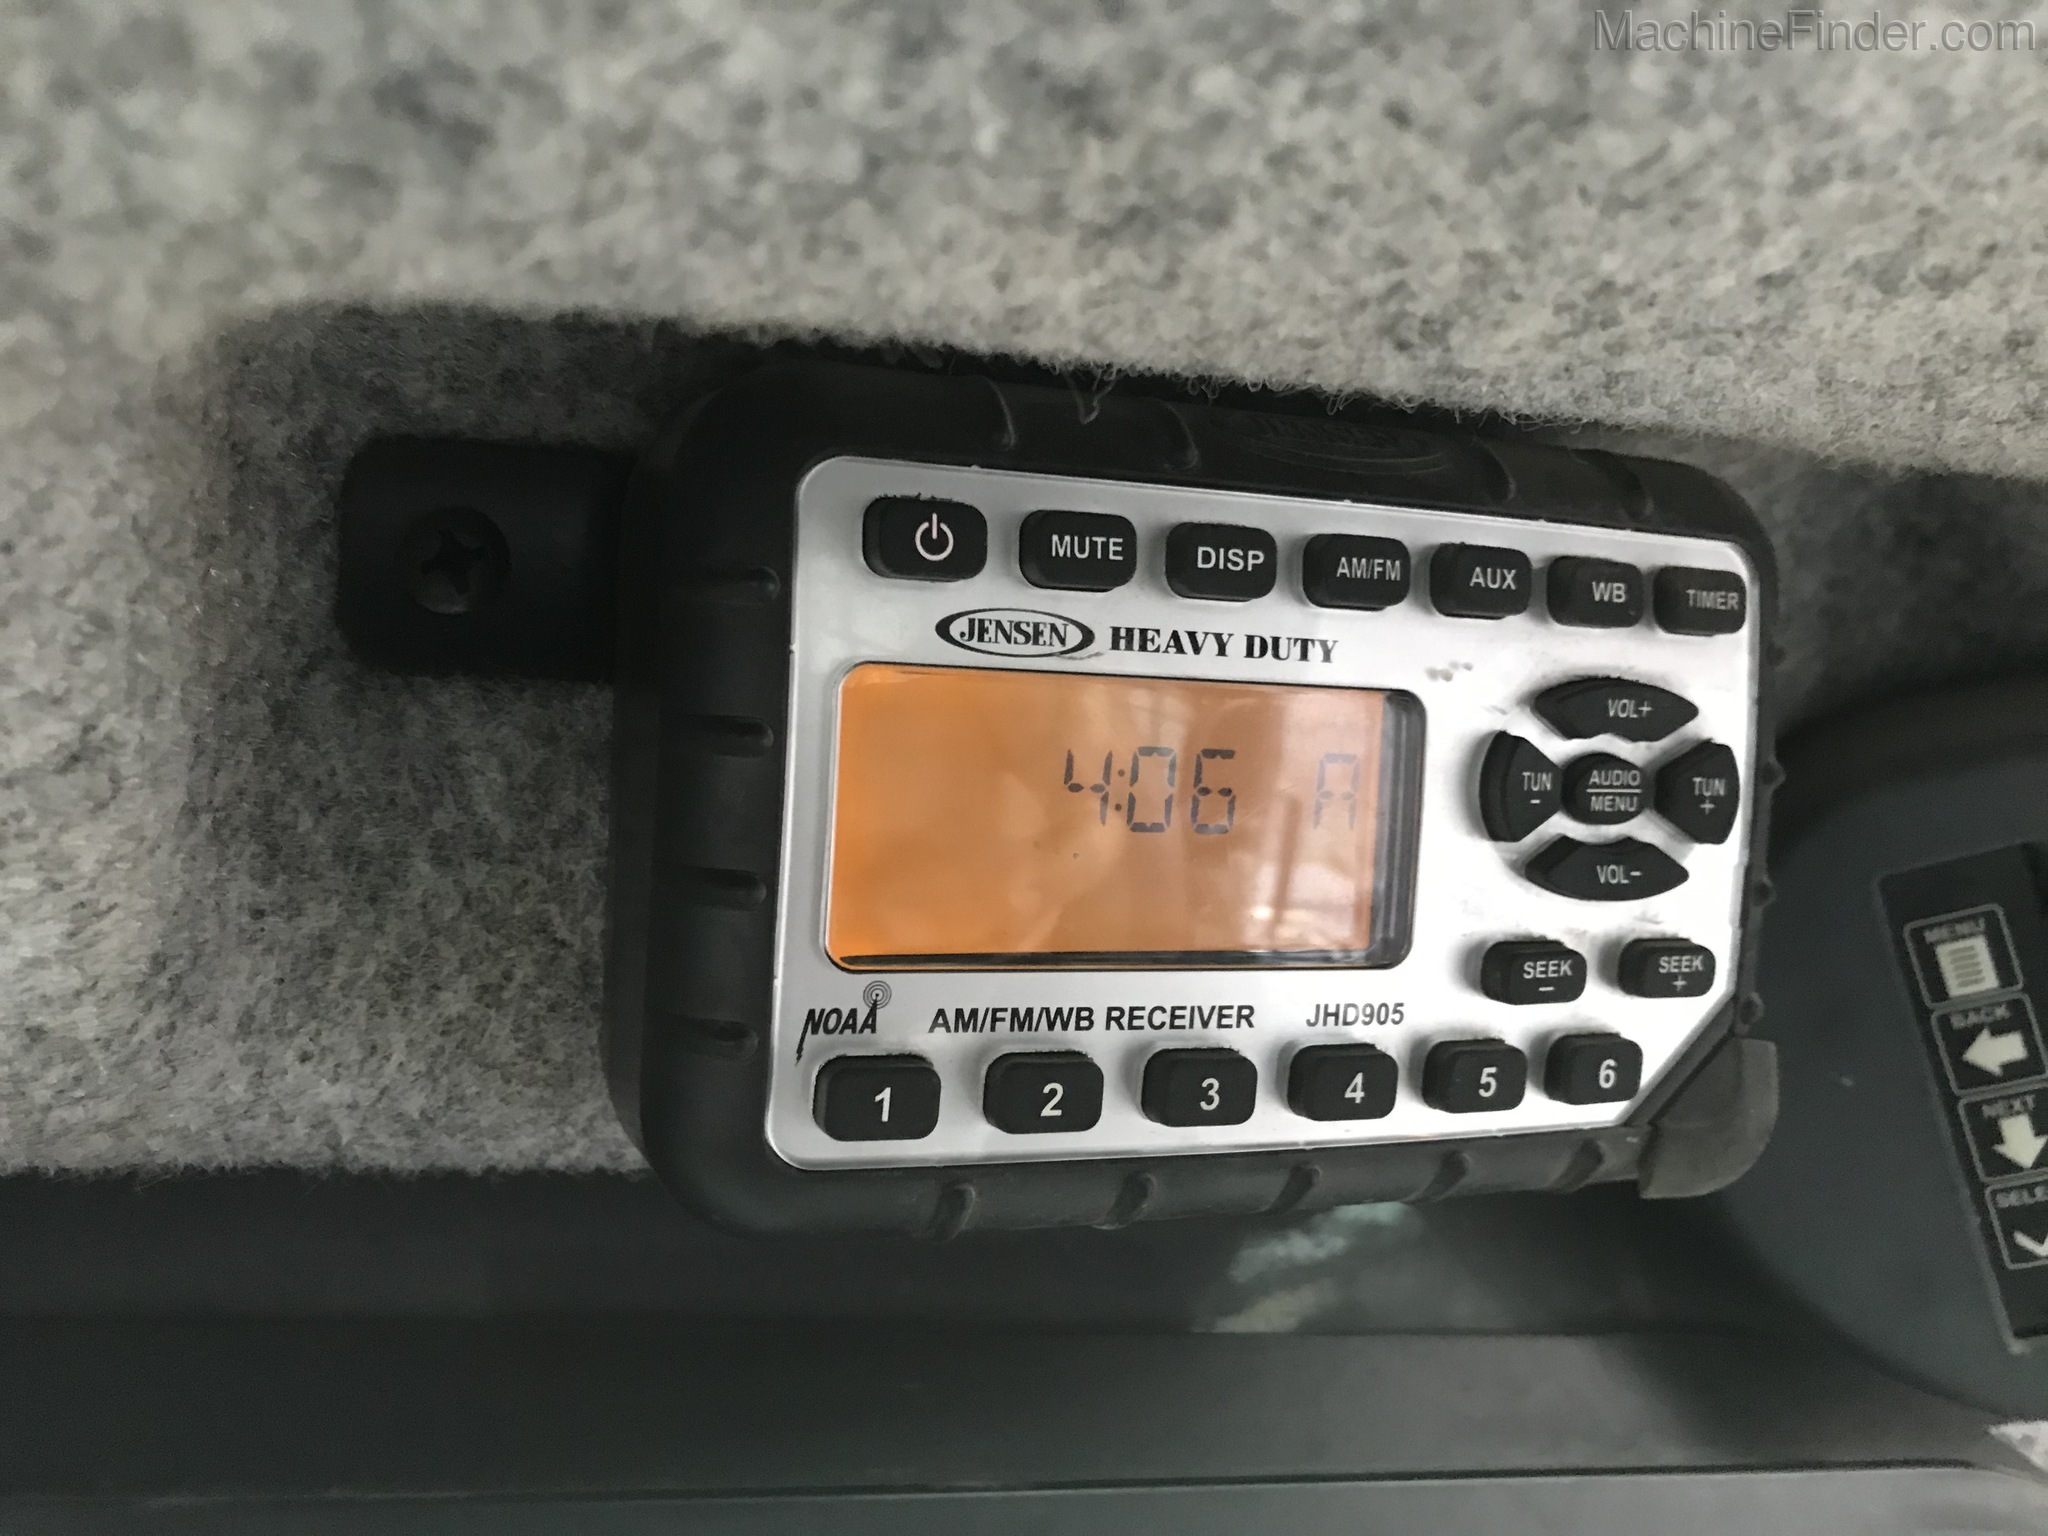 MachineFinder.com
MUTE DISP AM/FM AUX WB TIMER
JENSEN HEAVY DUTY
VOL+
4:06 A
TUN
-
AUDIO
MENU
TUN
+
VOL-
SEEK
-
SEEK
+
NOAA AM/FM/WB RECEIVER JHD905
1 2 3 4 5 6
MENU
BACK
NEXT